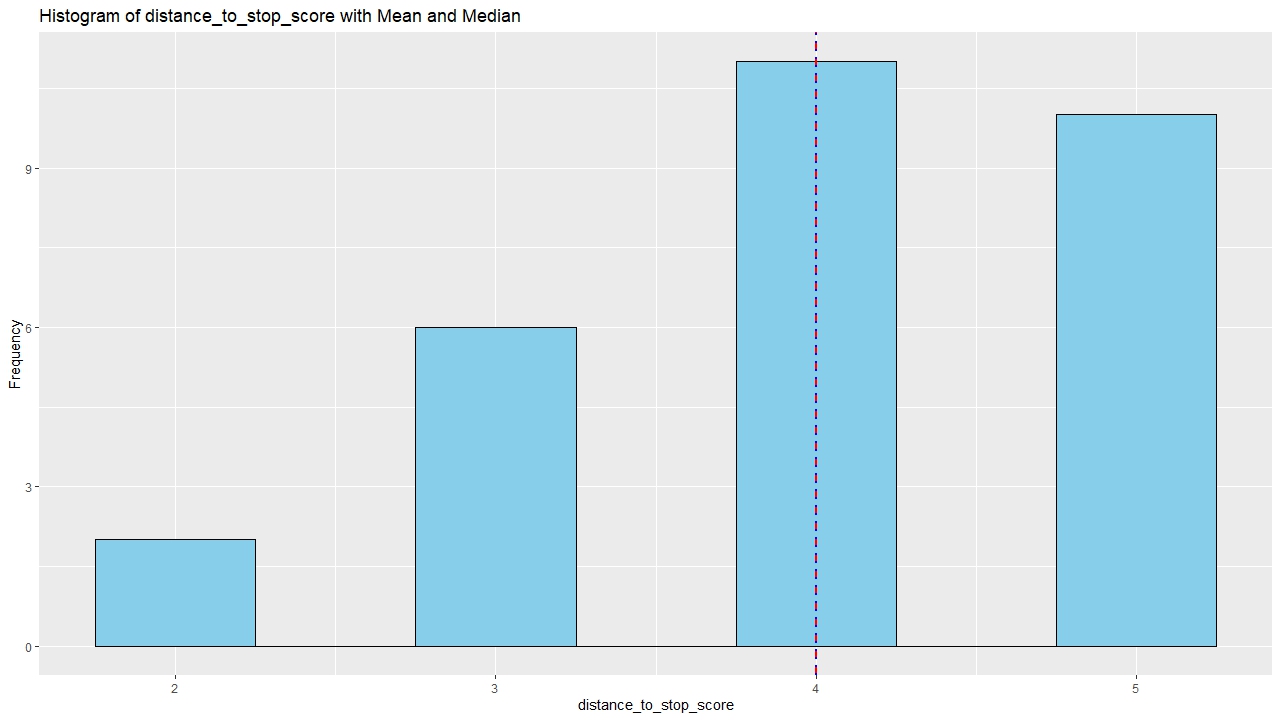 Histogram of distance_to_stop_score with Mean and Median
Frequency
9
6
3
0
2
3
4
5
distance_to_stop_score